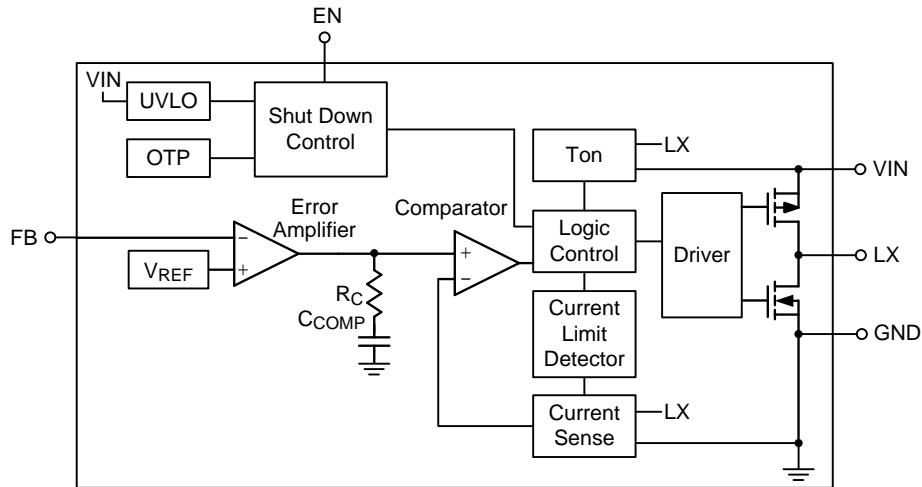 EN
VIN
UVLO
OTP
Shut Down
Control
Ton
LX
VIN
Error
Amplifier
Comparator
Logic
Control
Driver
LX
FB
VREF
−
+
+
−
RC
CCOMP
Current
Limit
Detector
GND
Current
Sense
LX